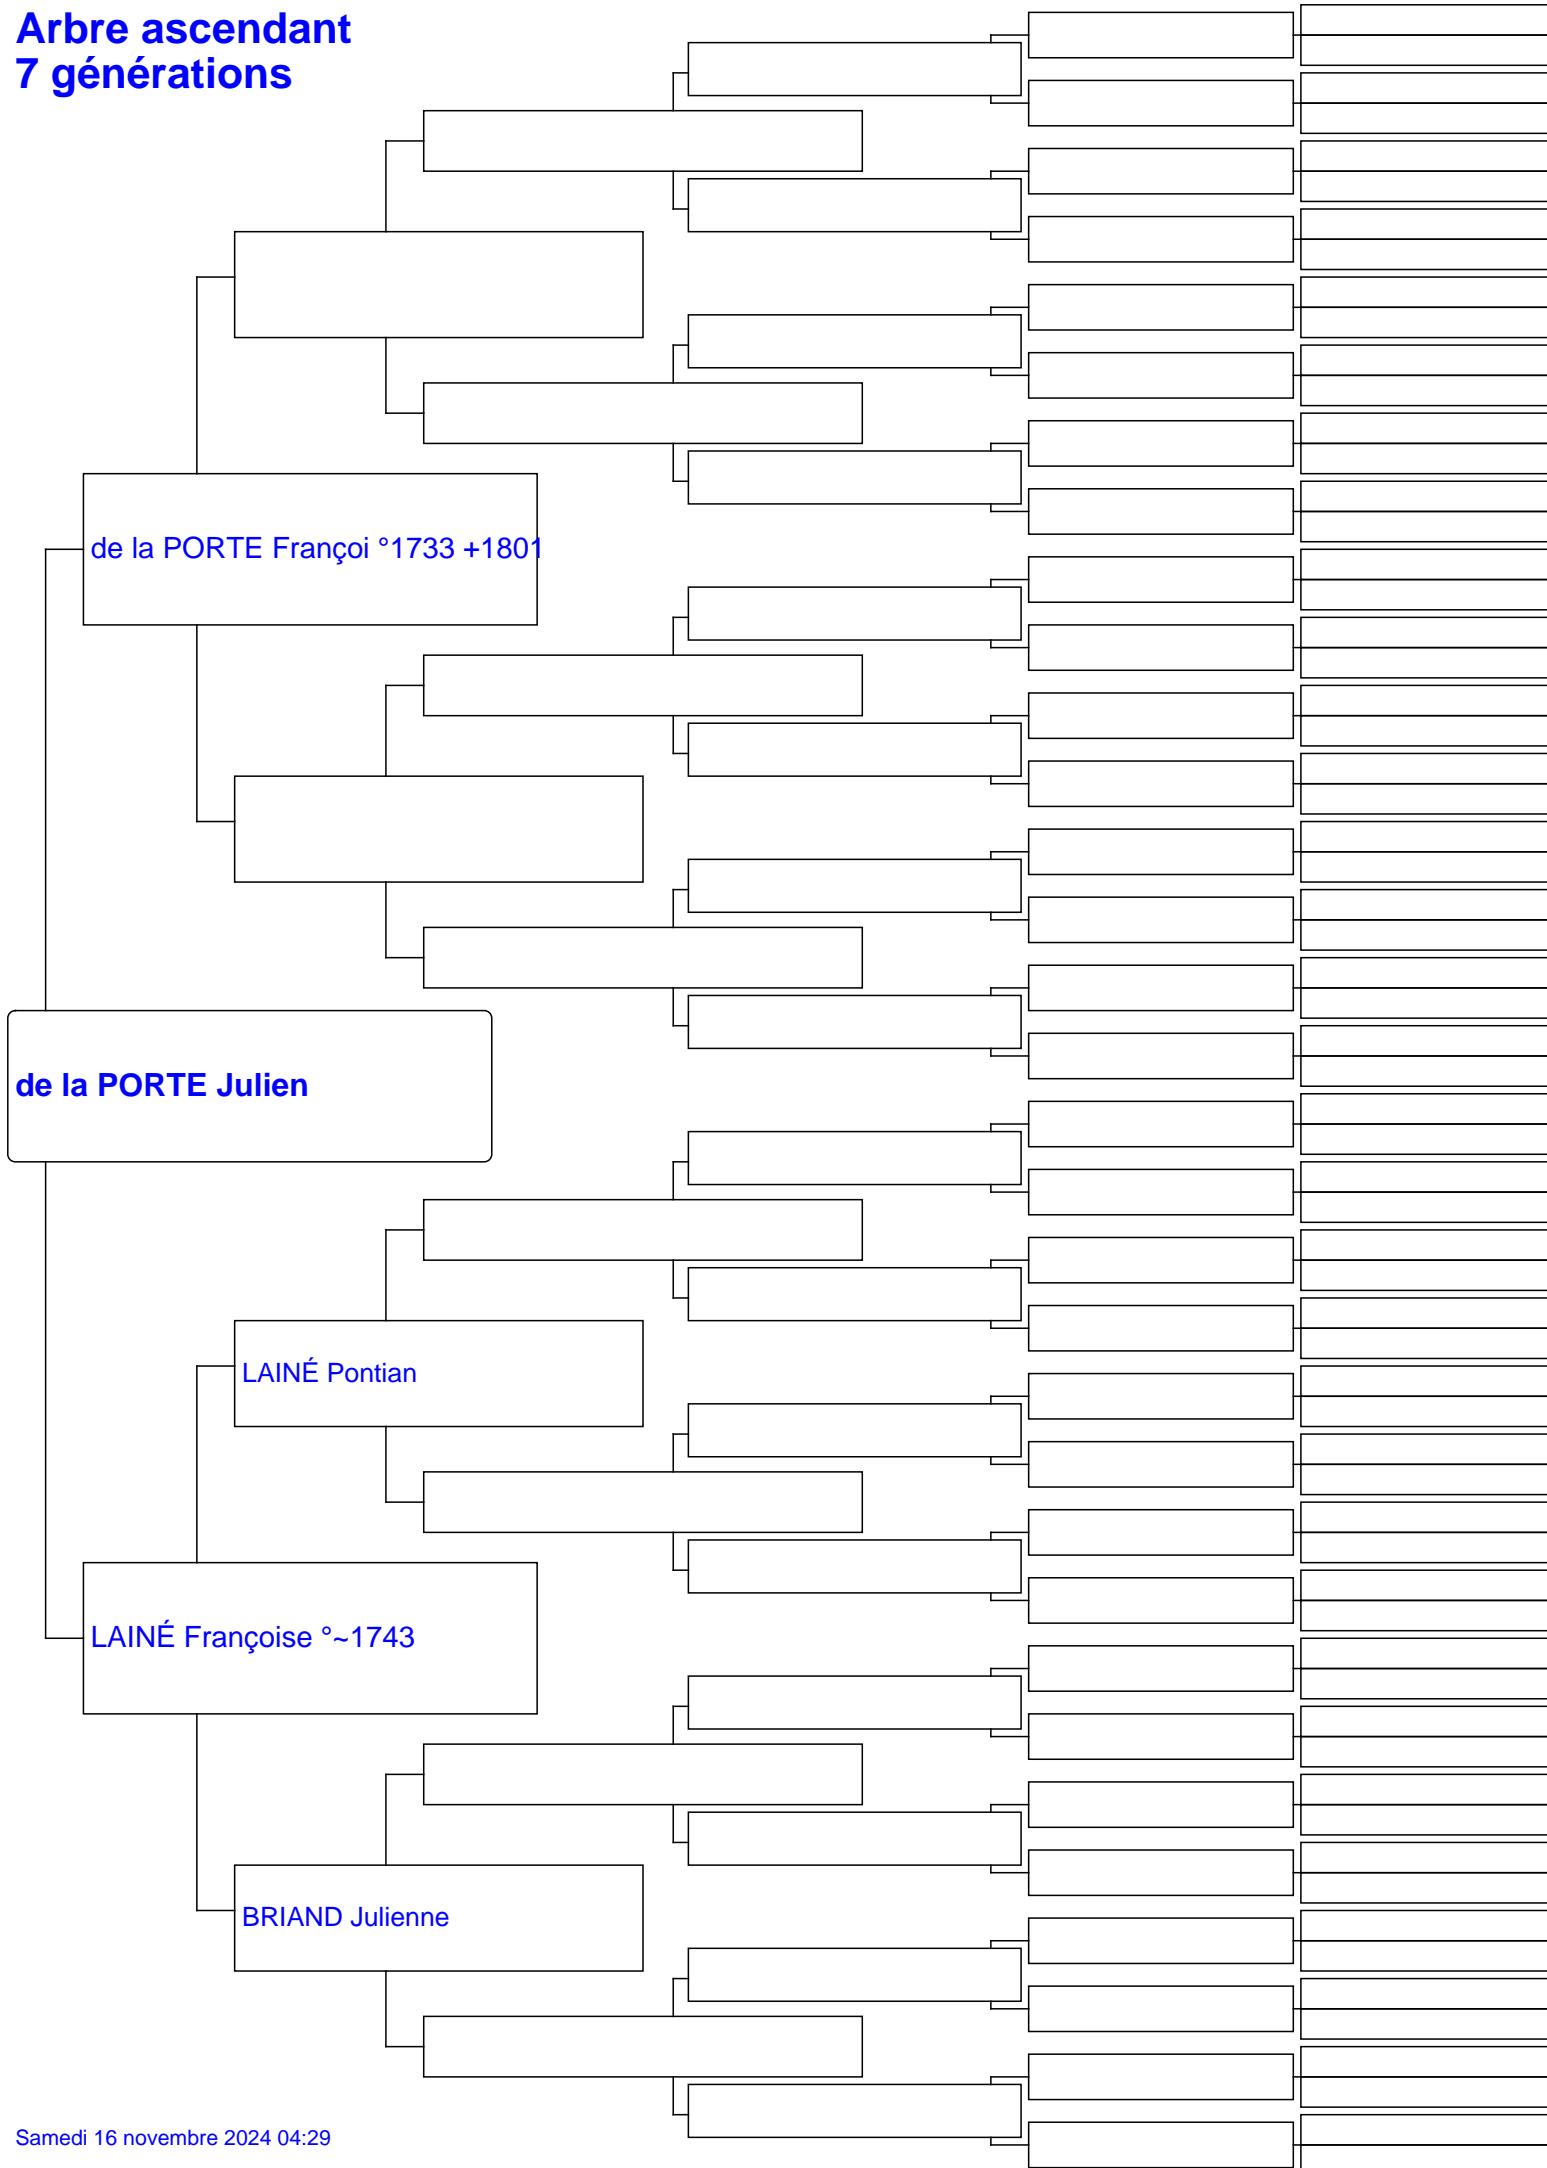 Arbre ascendant
7 générations
de la PORTE Françoi °1733 +1801
de la PORTE Julien
LAINÉ Pontian
LAINÉ Françoise °~1743
BRIAND Julienne
Samedi 16 novembre 2024 04:29